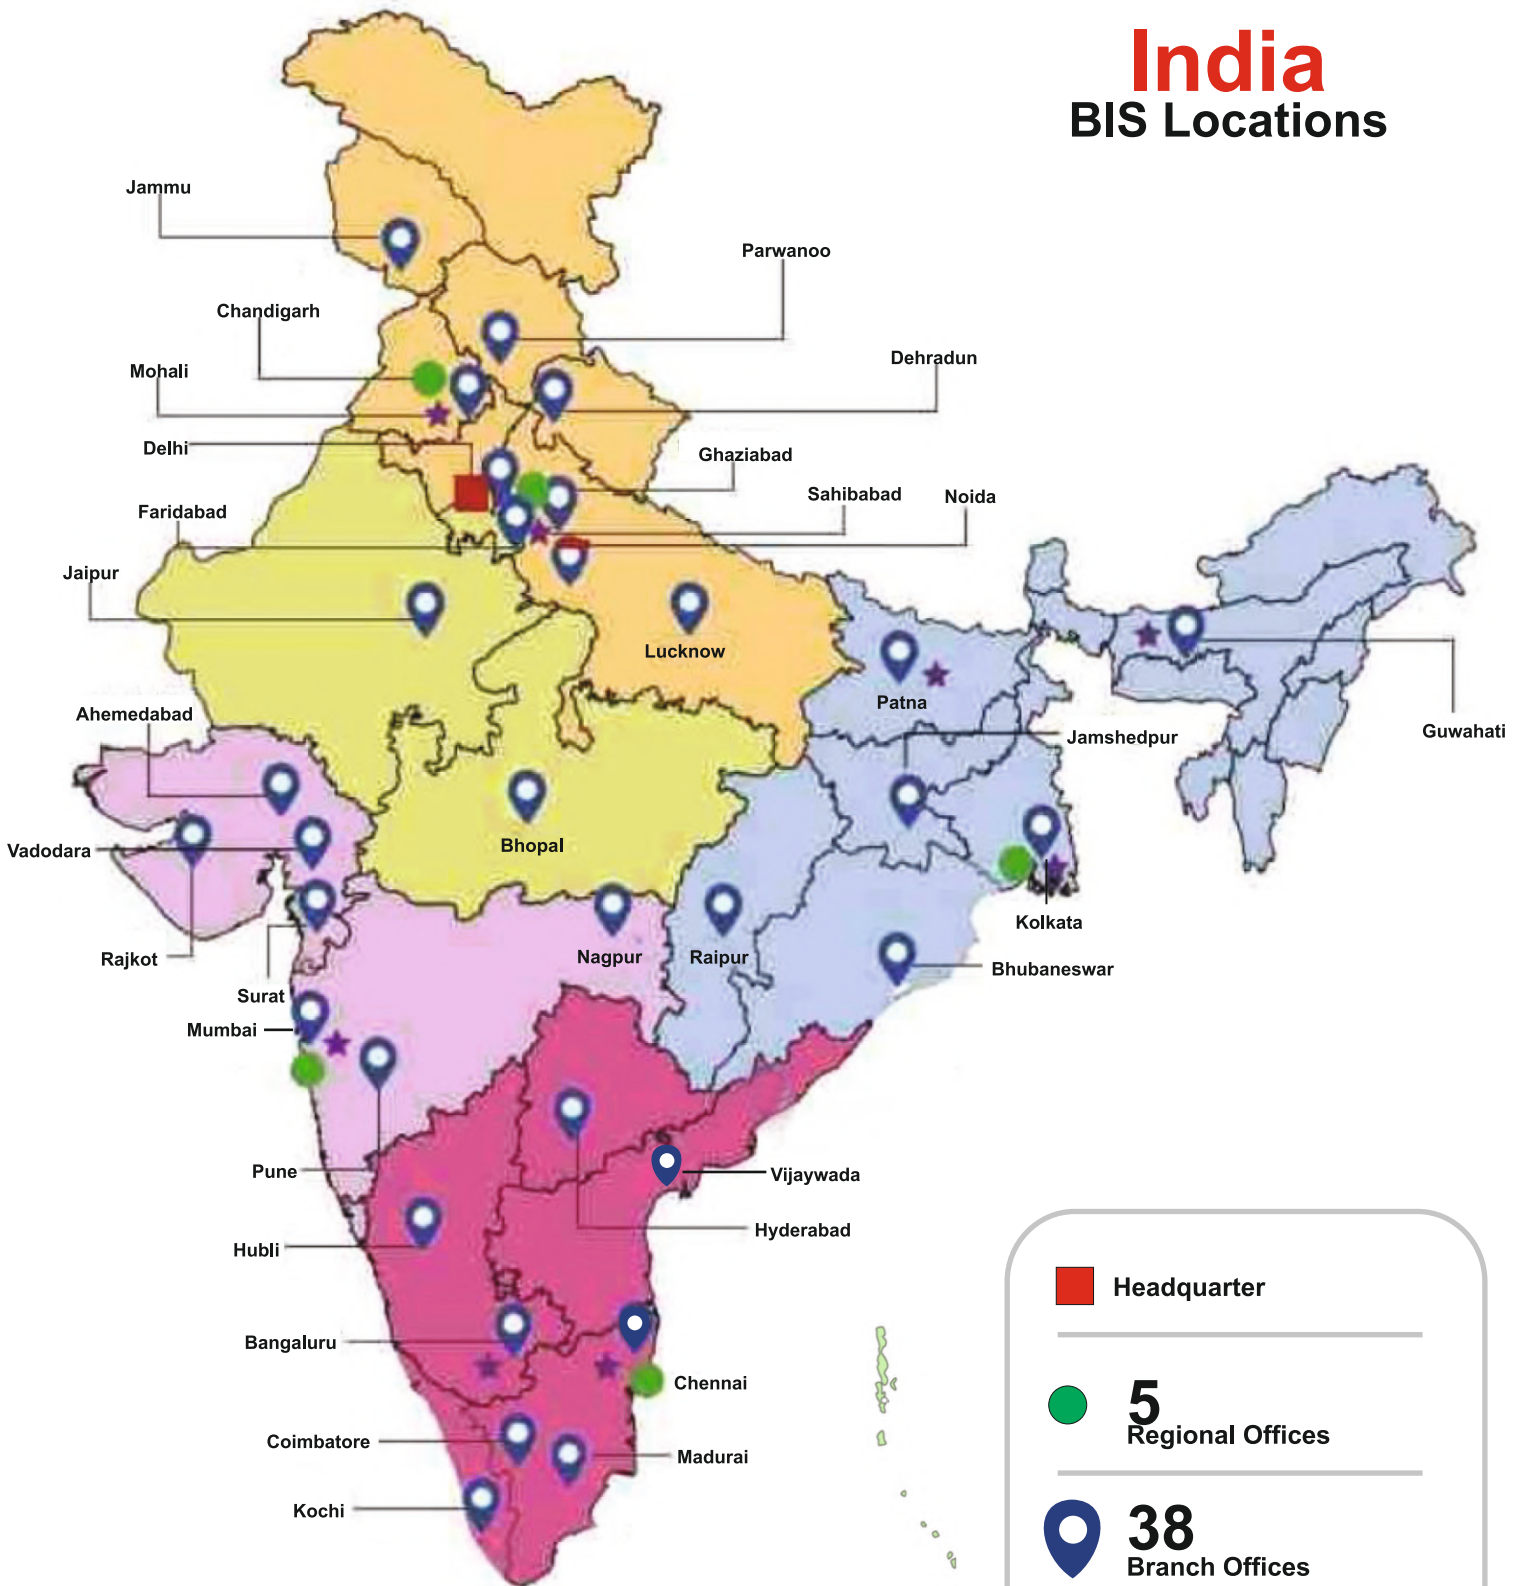 India
BIS Locations
Jammu
Parwanoo
Chandigarh
Dehradun
Mohali
Delhi
Ghaziabad
Sahibabad
Noida
Faridabad
Jaipur
Lucknow
Patna
Ahemedabad
Guwahati
Jamshedpur
Bhopal
Vadodara
Kolkata
Rajkot
Nagpur
Raipur
Bhubaneswar
Surat
Mumbai
Pune
Vijaywada
Hyderabad
Hubli
Bangaluru
Chennai
Coimbatore
Madurai
Kochi
Headquarter
5
Regional Offices
38
Branch Offices